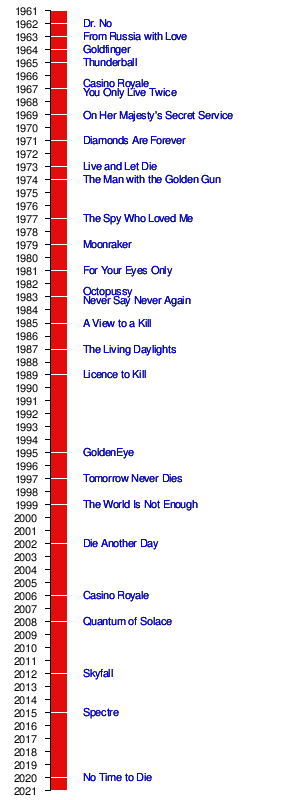 1961
1962 Dr. No
1963 From Russia with Love
1964 Goldfinger
1965 Thunderball
1966
Casino Royale
1967 You Only Live Twice
1968
1969 On Her Majesty's Secret Service
1970
1971 Diamonds Are Forever
1972
1973 Live and Let Die
1974 The Man with the Golden Gun
1975
1976
1977 The Spy Who Loved Me
1978
1979 Moonraker
1980
1981 For Your Eyes Only
1982
Octopussy
1983 Never Say Never Again
1984
1985 A View to a Kill
1986
1987 The Living Daylights
1988
1989 Licence to Kill
1990
1991
1992
1993
1994
1995 GoldenEye
1996
1997 Tomorrow Never Dies
1998
1999 The World Is Not Enough
2000
2001
2002 Die Another Day
2003
2004
2005
2006 Casino Royale
2007
2008 Quantum of Solace
2009
2010
2011
2012 Skyfall
2013
2014
2015 Spectre
2016
2017
2018
2019
2020 No Time to Die
2021